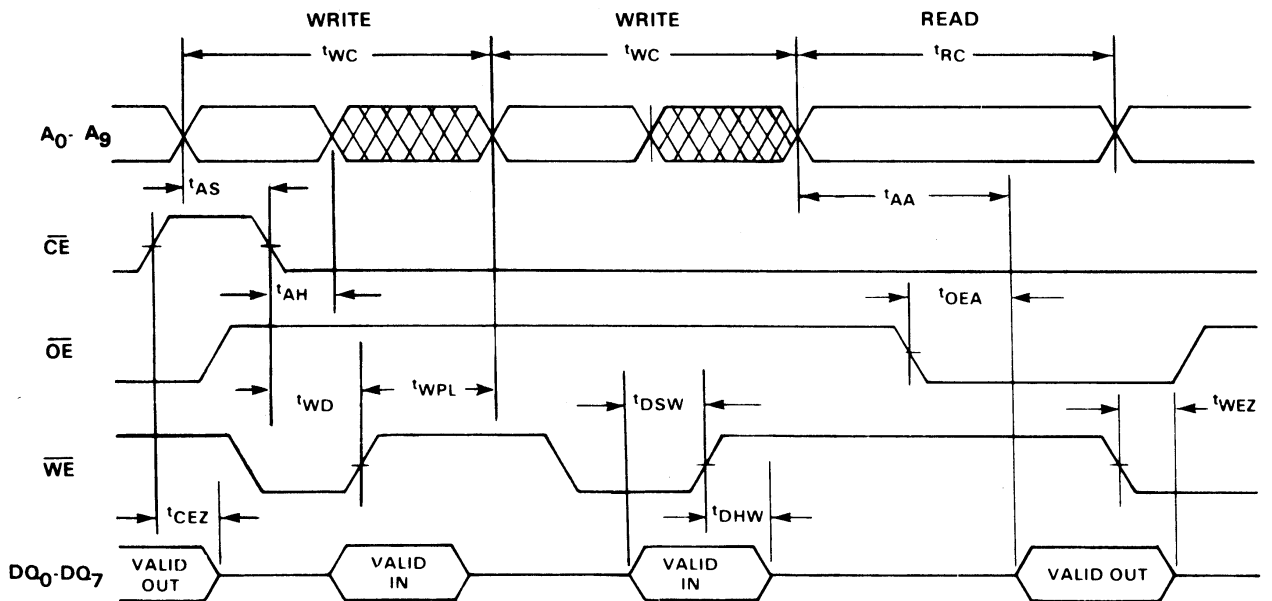 WRITE WRITE READ
tWC tWC tRC
A0- A9
tAS
tAA
CE
tAH
tOEA
OE
tWD tWPL tDSW tWEZ
WE
tCEZ tDHW
DQ0-DQ7 VALID OUT VALID IN VALID IN VALID OUT